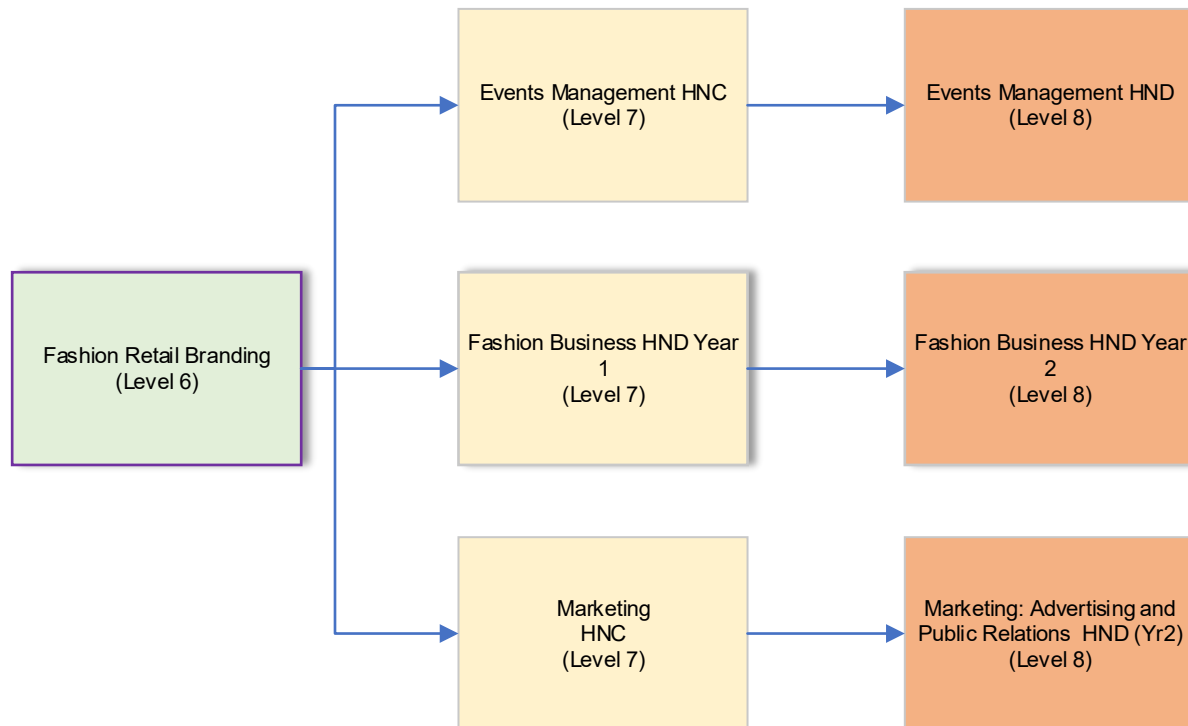 Events Management HNC
(Level 7)
Events Management HND
(Level 8)
Fashion Retail Branding
(Level 6)
Fashion Business HND Year
1
(Level 7)
Fashion Business HND Year
2
(Level 8)
Marketing
HNC
(Level 7)
Marketing: Advertising and
Public Relations  HND (Yr2)
(Level 8)